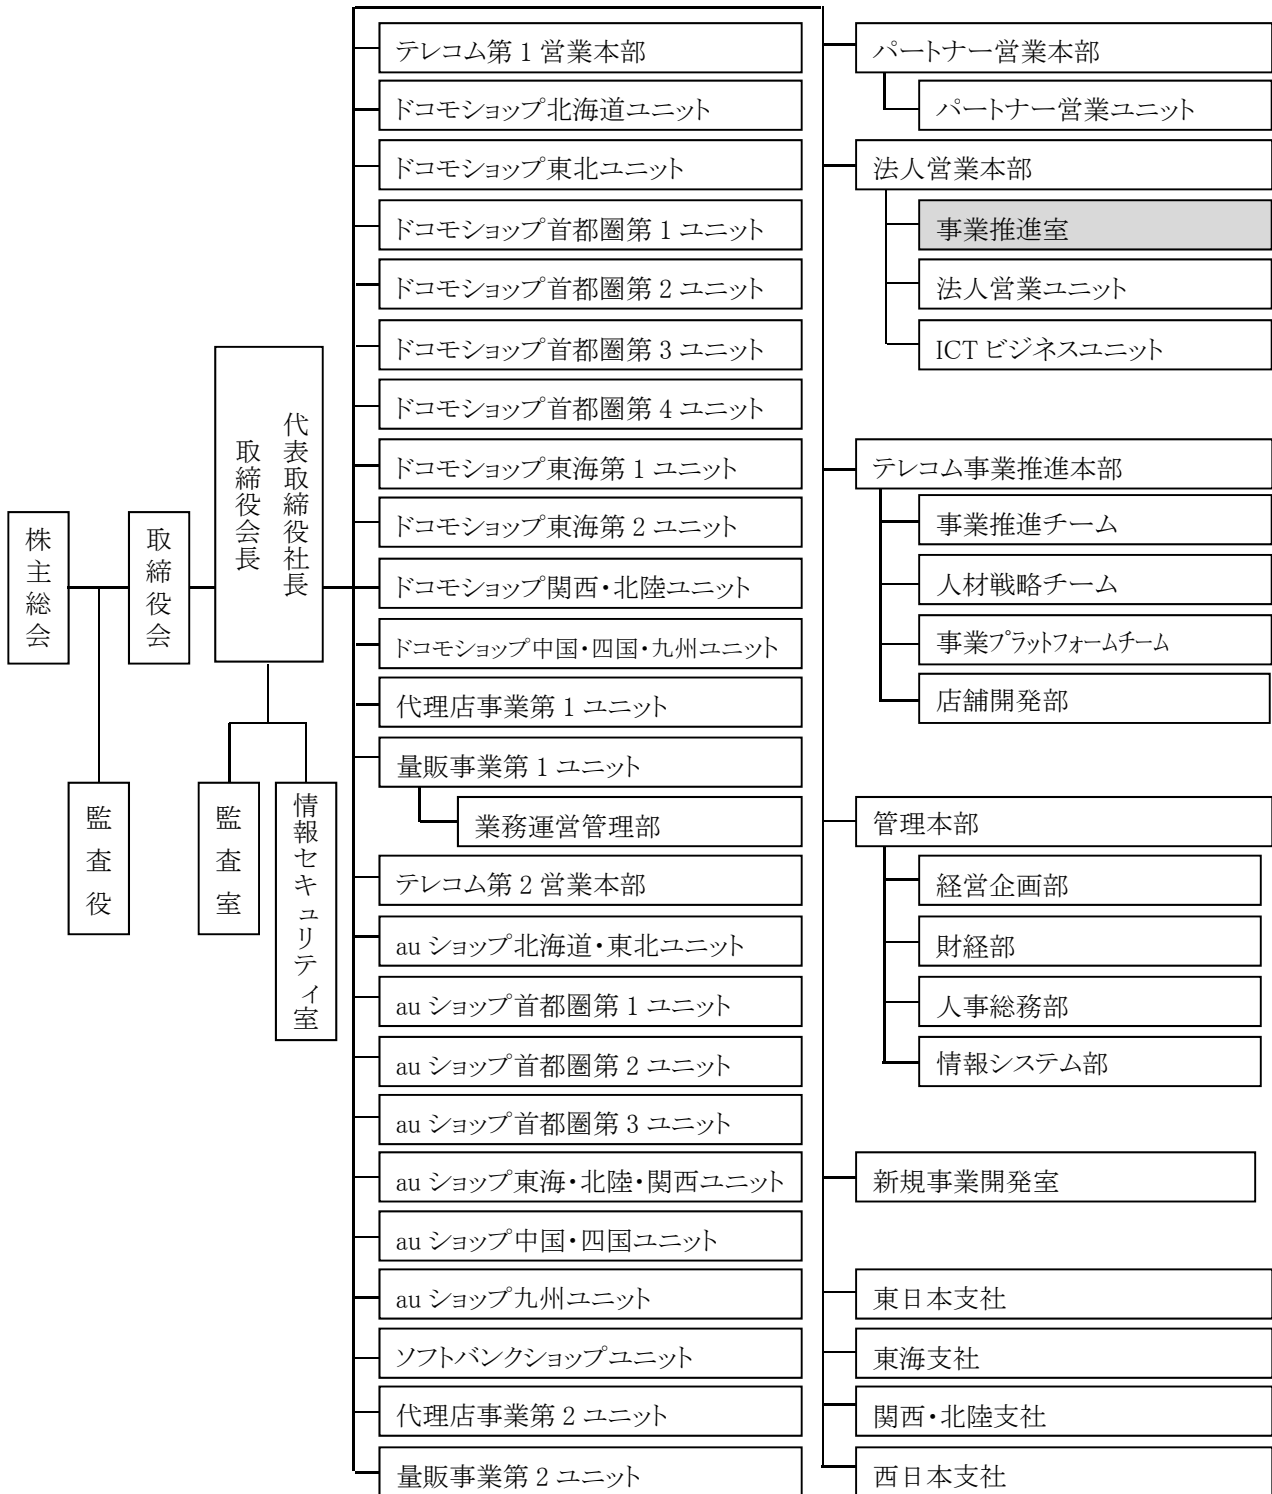 株主総会
取締役会
代表取締役社長
取締役会長
監査役
監査室
情報セキュリティ室
テレコム第1営業本部
ドコモショップ北海道ユニット
ドコモショップ東北ユニット
ドコモショップ首都圏第1ユニット
ドコモショップ首都圏第2ユニット
ドコモショップ首都圏第3ユニット
ドコモショップ首都圏第4ユニット
ドコモショップ東海第1ユニット
ドコモショップ東海第2ユニット
ドコモショップ関西・北陸ユニット
ドコモショップ中国・四国・九州ユニット
代理店事業第1ユニット
量販事業第1ユニット
業務運営管理部
テレコム第2営業本部
auショップ北海道・東北ユニット
auショップ首都圏第1ユニット
auショップ首都圏第2ユニット
auショップ首都圏第3ユニット
auショップ東海・北陸・関西ユニット
auショップ中国・四国ユニット
auショップ九州ユニット
ソフトバンクショップユニット
代理店事業第2ユニット
量販事業第2ユニット
パートナー営業本部
パートナー営業ユニット
法人営業本部
事業推進室
法人営業ユニット
ICTビジネスユニット
テレコム事業推進本部
事業推進チーム
人材戦略チーム
事業プラットフォームチーム
店舗開発部
管理本部
経営企画部
財経部
人事総務部
情報システム部
新規事業開発室
東日本支社
東海支社
関西・北陸支社
西日本支社